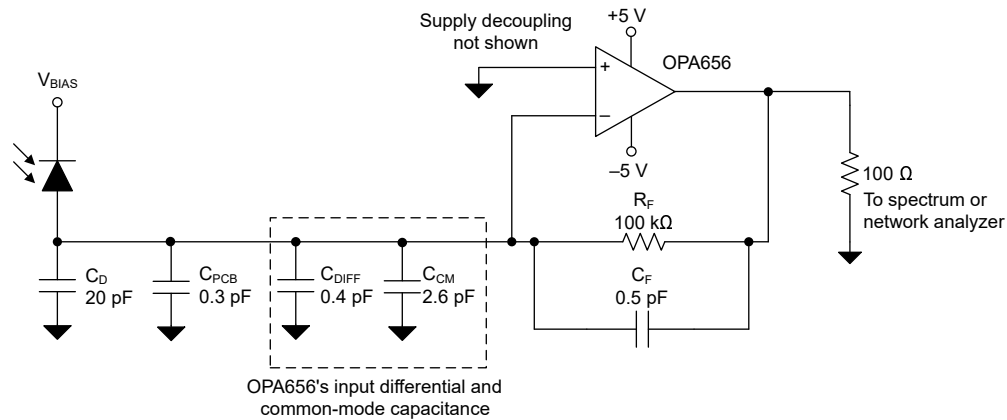 Supply decoupling
not shown
+5 V
OPA656
+
−
–5 V
V_BIAS
100 Ω
To spectrum or
network analyzer
R_F
100 kΩ
C_F
0.5 pF
C_D
20 pF
C_PCB
0.3 pF
C_DIFF
0.4 pF
C_CM
2.6 pF
OPA656's input differential and
common-mode capacitance